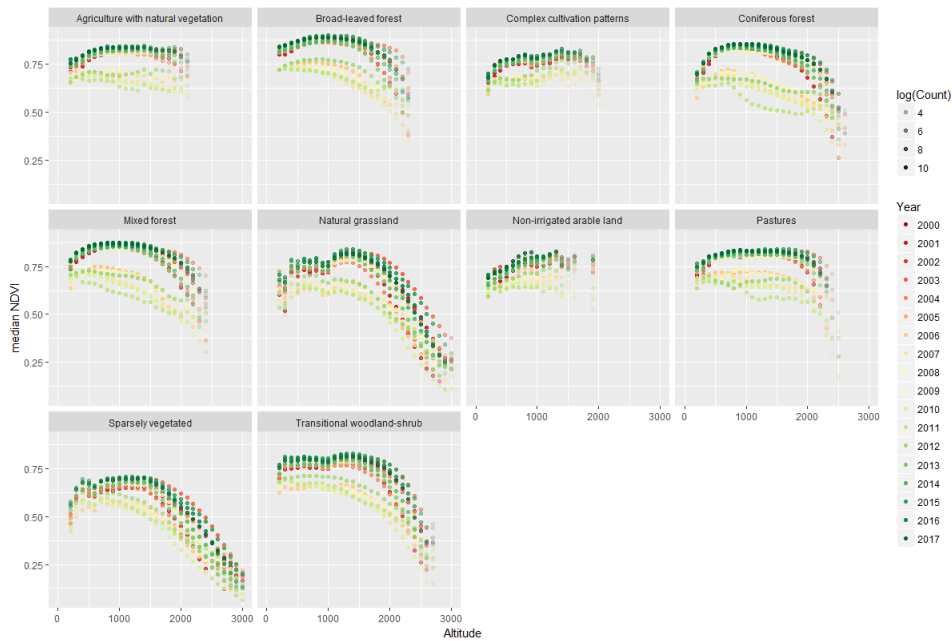 Agriculture with natural vegetation
Broad-leaved forest
Complex cultivation patterns
Coniferous forest
0.75
0.50
0.25
Mixed forest
Natural grassland
Non-irrigated arable land
Pastures
0.75
0.50
0.25
0 1000 2000 3000
0 1000 2000 3000
Sparsely vegetated
Transitional woodland-shrub
0.75
0.50
0.25
0 1000 2000 3000
0 1000 2000 3000
median NDVI
Altitude
log(Count)
4
6
8
10
Year
2000
2001
2002
2003
2004
2005
2006
2007
2008
2009
2010
2011
2012
2013
2014
2015
2016
2017